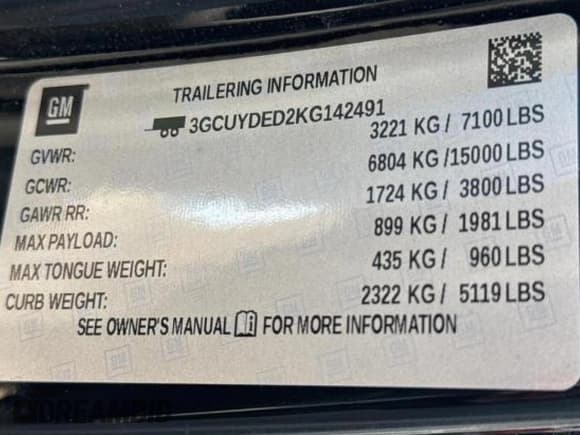 GM
TRAILERING INFORMATION
3GCUYDED2KG142491
GVWR: 3221 KG / 7100 LBS
GCWR: 6804 KG /15000 LBS
GAWR RR: 1724 KG / 3800 LBS
MAX PAYLOAD: 899 KG / 1981 LBS
MAX TONGUE WEIGHT: 435 KG / 960 LBS
CURB WEIGHT: 2322 KG / 5119 LBS
SEE OWNER'S MANUAL FOR MORE INFORMATION
DREAMBID